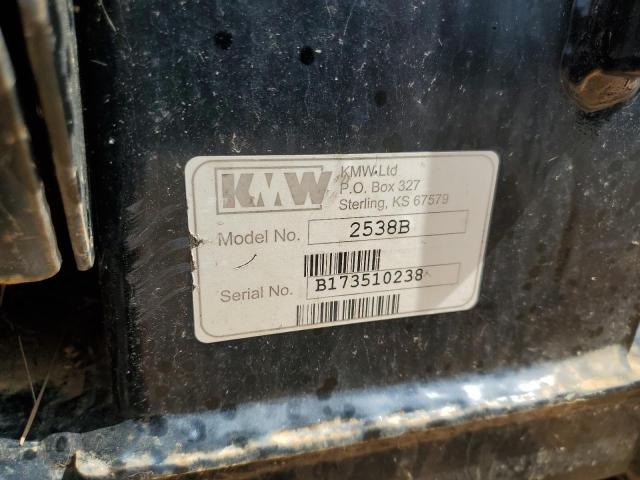 KMW
KMW Ltd
P.O. Box 327
Sterling, KS 67579
Model No. 2538B
Serial No. B173510238